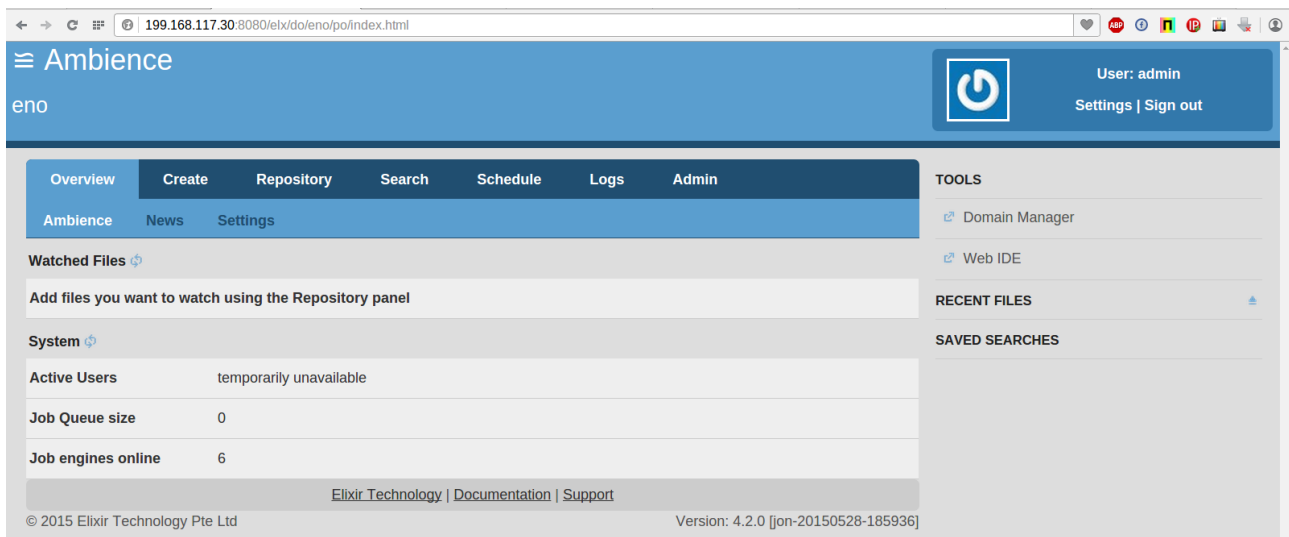 199.168.117.30:8080/elx/do/eno/po/index.html
ABP
≌ Ambience
eno
User: admin
Settings | Sign out
Overview Create Repository Search Schedule Logs Admin
Ambience News Settings
Watched Files
Add files you want to watch using the Repository panel
System
Active Users temporarily unavailable
Job Queue size 0
Job engines online 6
Elixir Technology | Documentation | Support
© 2015 Elixir Technology Pte Ltd
Version: 4.2.0 [jon-20150528-185936]
TOOLS
Domain Manager
Web IDE
RECENT FILES
SAVED SEARCHES